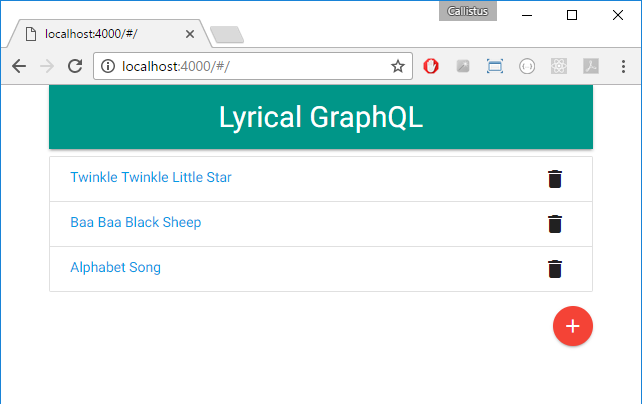 Callistus
localhost:4000/#/
localhost:4000/#/
Lyrical GraphQL
Twinkle Twinkle Little Star
Baa Baa Black Sheep
Alphabet Song